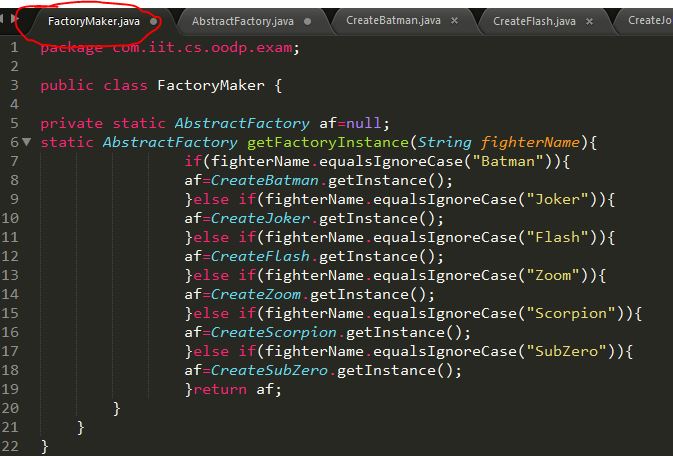 FactoryMaker.java AbstractFactory.java CreateBatman.java × CreateFlash.java × CreateJo
1 package com.iit.cs.oodp.exam;
2
3 public class FactoryMaker {
4
5 private static AbstractFactory af=null;
6 static AbstractFactory getFactoryInstance(String fighterName){
7 if(fighterName.equalsIgnoreCase("Batman")){
8 af=CreateBatman.getInstance();
9 }else if(fighterName.equalsIgnoreCase("Joker")){
10 af=CreateJoker.getInstance();
11 }else if(fighterName.equalsIgnoreCase("Flash")){
12 af=CreateFlash.getInstance();
13 }else if(fighterName.equalsIgnoreCase("Zoom")){
14 af=CreateZoom.getInstance();
15 }else if(fighterName.equalsIgnoreCase("Scorpion")){
16 af=CreateScorpion.getInstance();
17 }else if(fighterName.equalsIgnoreCase("SubZero")){
18 af=CreateSubZero.getInstance();
19 }return af;
20 }
21 }
22 }